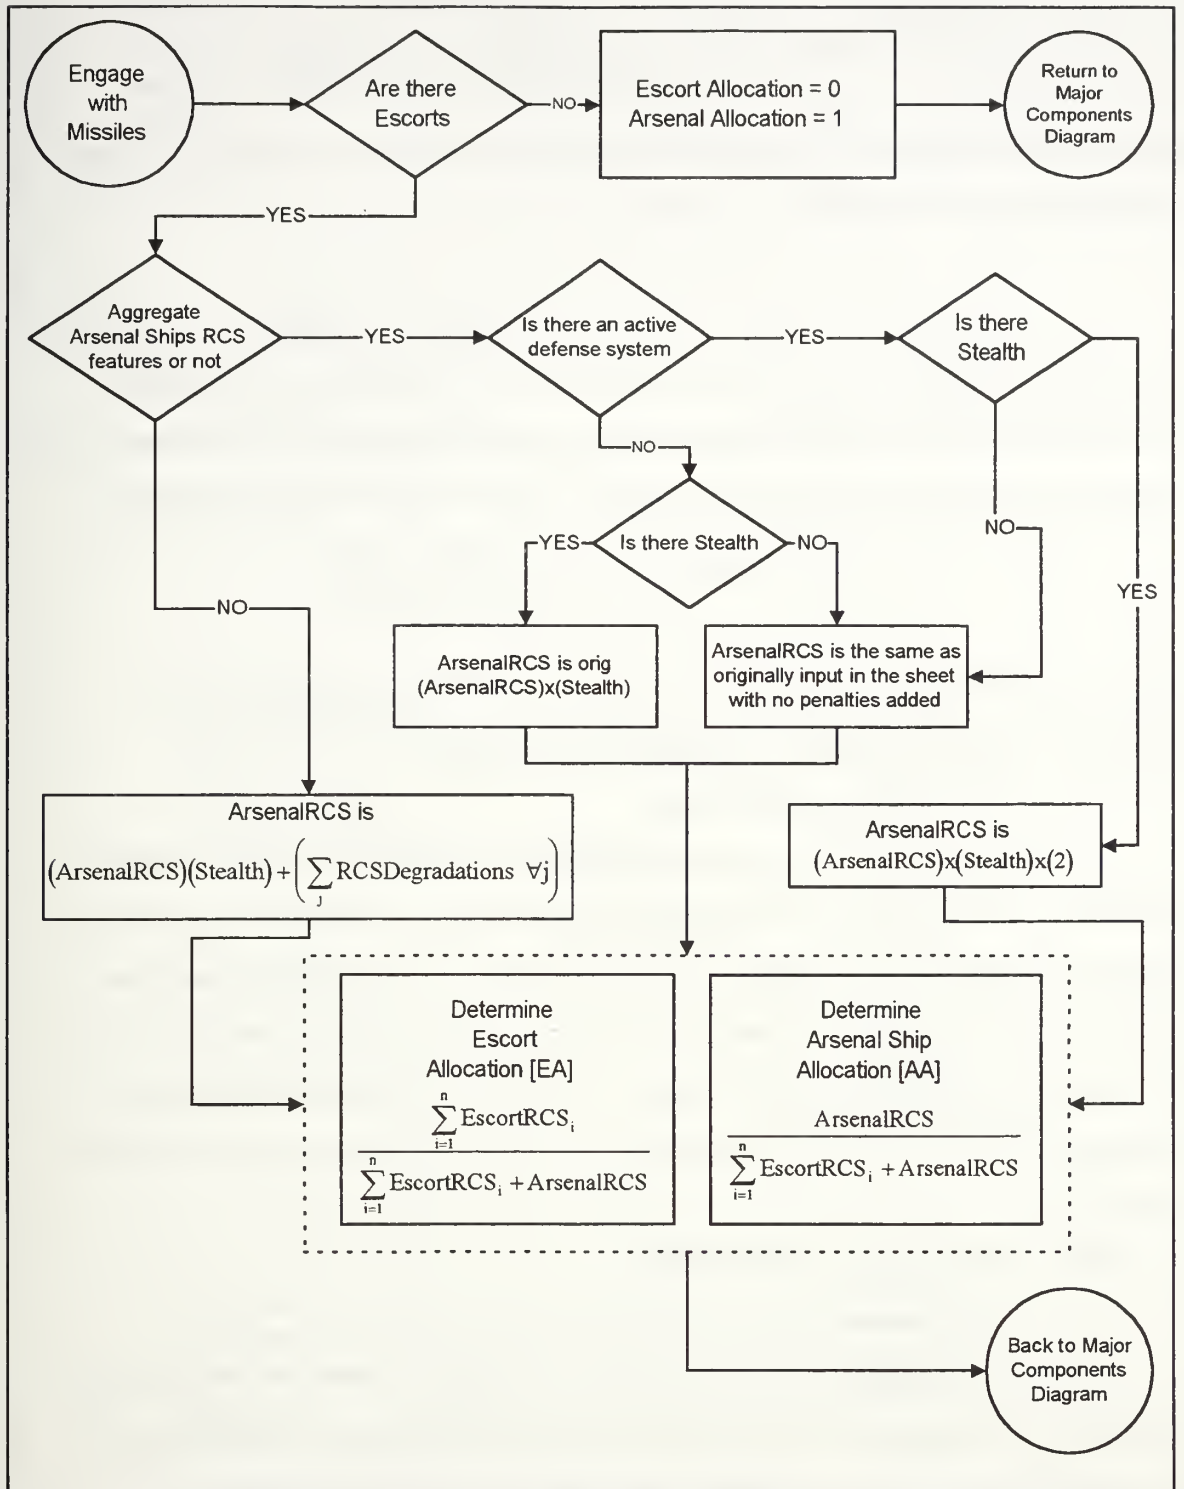 Engage
with
Missiles
Are there
Escorts
NO
Escort Allocation = 0
Arsenal Allocation = 1
Return to
Major
Components
Diagram
YES
Aggregate
Arsenal Ships RCS
features or not
YES
Is there an active
defense system
YES
Is there
Stealth
NO
Is there Stealth
YES
NO
NO
YES
NO
ArsenalRCS is orig
(ArsenalRCS)x(Stealth)
ArsenalRCS is the same as
originally input in the sheet
with no penalties added
ArsenalRCS is
(ArsenalRCS)(Stealth) + (∑ RCSDegradations ∀j)
J
ArsenalRCS is
(ArsenalRCS)x(Stealth)x(2)
Determine
Escort
Allocation [EA]
n
∑ EscortRCS i
i=1
n
∑ EscortRCS i + ArsenalRCS
i=1
Determine
Arsenal Ship
Allocation [AA]
ArsenalRCS
n
∑ EscortRCS i + ArsenalRCS
i=1
Back to Major
Components
Diagram